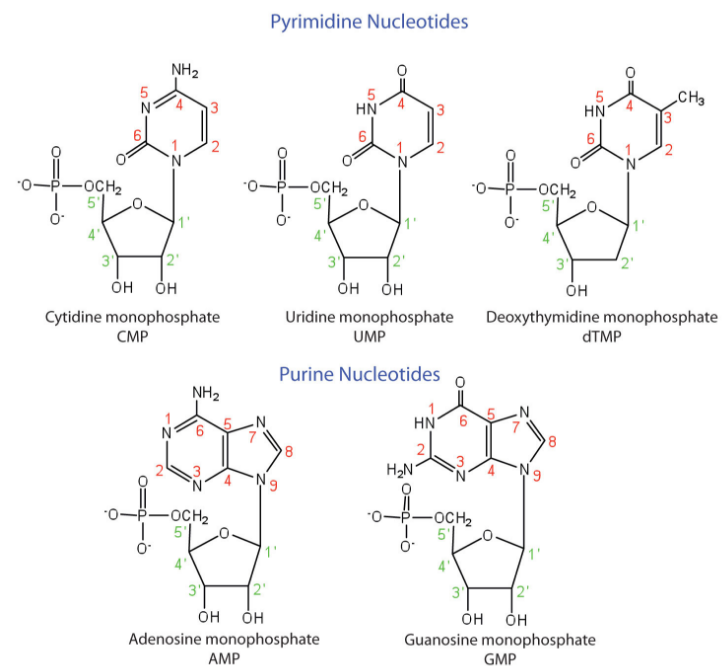 Pyrimidine Nucleotides
NH₂
5
N
4
3
6
1
2
O
N
O
⁻O
P
OCH₂
O⁻
5'
O
4'
1'
3'
2'
OH
OH
Cytidine monophosphate
CMP
O
5
HN
4
3
6
1
2
O
N
O
⁻O
P
OCH₂
O⁻
5'
O
4'
1'
3'
2'
OH
OH
Uridine monophosphate
UMP
O
5
HN
4
CH₃
3
6
1
2
O
N
O
⁻O
P
OCH₂
O⁻
5'
O
4'
1'
3'
2'
OH
Deoxythymidine monophosphate
dTMP
Purine Nucleotides
NH₂
1
N
6
5
N
7
8
2
3
N
4
N
9
O
⁻O
P
OCH₂
O⁻
5'
O
4'
1'
3'
2'
OH
OH
Adenosine monophosphate
AMP
O
1
HN
6
5
N
7
8
2
3
H₂N
N
4
N
9
O
⁻O
P
OCH₂
O⁻
5'
O
4'
1'
3'
2'
OH
OH
Guanosine monophosphate
GMP